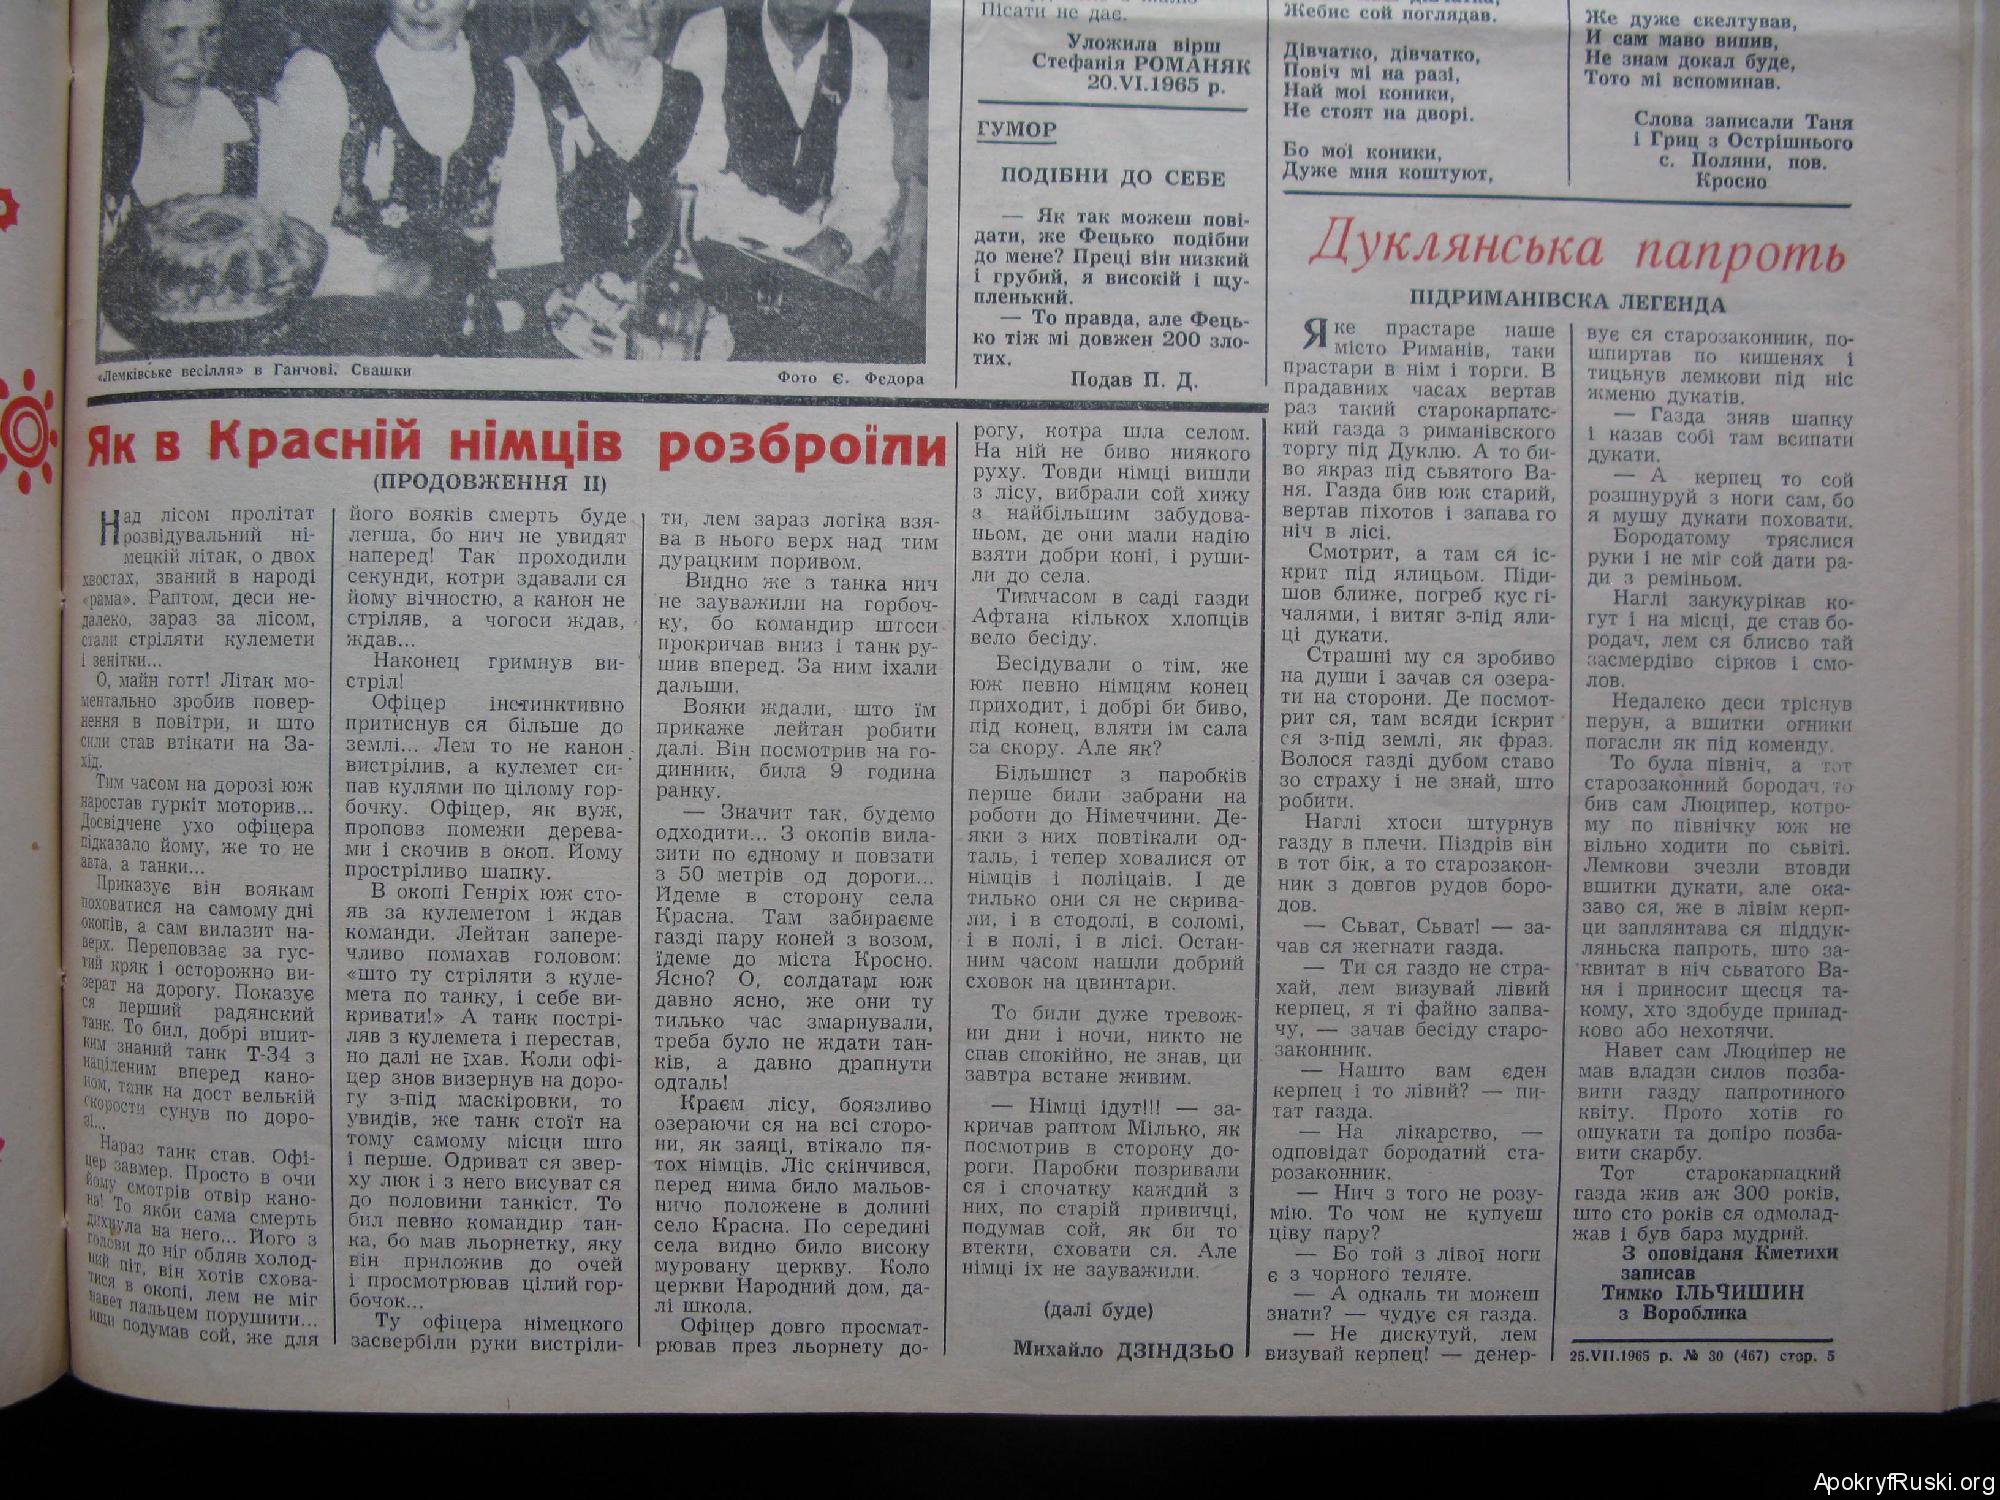 Пісати не дає.
Уложила вірш
Стефанія РОМАНЯК
20.VI.1965 р.
ГУМОР
ПОДІБНИ ДО СЕБЕ
— Як так можеш пові-
дати, же Фецько подібни
до мене? Преці він низкий
і грубий, я високій і щу-
пленький.
— То правда, але Фець-
ко тіж мі довжен 200 зло-
тих.
Подав П. Д.
Жебис сой поглядав.
Дівчатко, дівчатко,
Повіч мі на разі,
Най мої коники,
Не стоят на дворі.
Бо мої коники,
Дуже мня коштуют,
Же дуже скелтував,
И сам маво випив,
Не знам докал буде,
Тото мі вспоминав.
Слова записали Таня
і Гриц з Острішнього
с. Поляни, пов.
Кросно
«Лемківське весілля» в Ганчові. Свашки
Фото Є. Федора
Як в Красній німців розброїли
(ПРОДОВЖЕННЯ II)
Над лісом пролітат
розвідувальний ні-
мецкій літак, о двох
хвостах, званий в народі
«рама». Раптом, деси не-
далеко, зараз за лісом,
стали стріляти кулемети
і зенітки...
О, майн готт! Літак мо-
ментально зробив повер-
нення в повітри, и што
сили став втікати на За-
хід.
Тим часом на дорозі юж
наростав гуркіт моторив...
Досвідчене ухо офіцера
підказало йому, же то не
авта, а танки...
Приказує він воякам
поховатися на самому дні
окопів, а сам вилазит на-
верх. Переповзає за гус-
тий кряк і осторожно ви-
зерат на дорогу. Показує
ся перший радянский
танк. То бил, добрі вшит-
ким знаний танк Т-34 з
націленим вперед кано-
ном, танк на дост велькій
скорости сунув по доро-
зі...
Нараз танк став. Офі-
цер завмер. Просто в очи
йому смотрів отвір кано-
на! То якби сама смерть
дихнула на него... Його з
голови до ніг обляв холод-
ний піт, він хотів схова-
тися в окопі, лем не міг
навет пальцем порушити...
подумав сой, же для
його вояків смерть буде
легша, бо нич не увидят
наперед! Так проходили
секунди, котри здавали ся
йому вічностю, а канон не
стріляв, а чогоси ждав,
ждав...
Наконец гримнув ви-
стріл!
Офіцер інстинктивно
притиснув ся більше до
землі... Лем то не канон
вистрілив, а кулемет си-
пав кулями по цілому гор-
бочку. Офіцер, як вуж,
проповз помежи дерева-
ми і скочив в окоп. Йому
простріливо шапку.
В окопі Генріх юж сто-
яв за кулеметом і ждав
команди. Лейтан запере-
чливо помахав головом:
«што ту стріляти з куле-
мета по танку, і себе ви-
кривати!» А танк постри-
ляв з кулемета і перестав,
но далі не їхав. Коли офі-
цер знов визернув на доро-
гу з-під маскіровки, то
увидів, же танк стоїт на
тому самому місци што
і перше. Одриват ся звер-
ху люк і з него висуват ся
до половини танкіст. То
бил певно командир тан-
ка, бо мав льорнетку, яку
він приложив до очей
і просмотрював цілий гор-
бочок...
Ту офіцера німецкого
засвербіли руки вистріли-
ти, лем зараз логіка взя-
ва в нього верх над тим
дурацким поривом.
Видно же з танка нич
не зауважили на горбоч-
ку, бо командир штоси
прокричав вниз і танк ру-
шив вперед. За ним їхали
дальши.
Вояки ждали, што їм
прикаже лейтан робити
далі. Він посмотрив на го-
динник, била 9 година
ранку.
— Значит так, будемо
одходити... З окопів вила-
зити по єдному и повзати
з 50 метрів од дороги...
Йдеме в сторону села
Красна. Там забираєме
газді пару коней з возом,
їдеме до міста Кросно.
Ясно? О, солдатам юж
давно ясно, же они ту
тилько час змарнували,
треба було не ждати тан-
ків, а давно драпнути
одталь!
Краєм лісу, боязливо
озераючи ся на всі сторо-
ни, як заяці, втікало пя-
тох німців. Ліс скінчився,
перед нима било мальов-
ничо положене в долині
село Красна. По середині
села видно било високу
муровану церкву. Коло
церкви Народний дом, да-
лі школа.
Офіцер довго просмат-
рював през льорнету до-
рогу, котра шла селом.
На ній не биво ниякого
руху. Товди німці вишли
з лісу, вибрали сой хижу
з найбільшим забудова-
ньом, де они мали надію
взяти добри коні, і руши-
ли до села.
Тимчасом в саді газди
Афтана кількох хлопців
вело бесіду.
Бесідували о тім, же
юж певно німцям конец
приходит, і добрі би биво,
під конец, вляти їм сала
за скору. Але як?
Більшист з паробків
перше били забрани на
роботи до Німеччини. Де-
яки з них повтікали од-
таль, і тепер ховалися от
німців і поліцаів. І де
тилько они ся не скрива-
ли, і в стодолі, в соломі,
і в полі, і в лісі. Остан-
ним часом нашли добрий
сховок на цвинтари.
То били дуже тревож-
ни дни і ночи, никто не
спав спокійно, не знав, ци
завтра встане живим.
— Німці ідут!!! — за-
кричав раптом Мілько, як
посмотрив в сторону до-
роги. Паробки позривали
ся і спочатку каждий з
них, по старій привичці,
подумав сой, як би то
втекти, сховати ся. Але
німці їх не зауважили.
(далі буде)
Михайло ДЗІНДЗЬО
Дуклянська папроть
ПІДРИМАНІВСКА ЛЕГЕНДА
Яке прастаре наше
місто Риманів, таки
прастари в нім і торги. В
прадавних часах вертав
раз такий старокарпатс-
кий газда з риманівского
торгу під Дуклю. А то би-
во якраз під сьвятого Ва-
ня. Газда бив юж старий,
вертав піхотов і запава го
ніч в лісі.
Смотрит, а там ся іс-
крит під ялицьом. Піди-
шов ближе, погреб кус гі-
чалями, і витяг з-під яли-
ці дукати.
Страшні му ся зробиво
на души і зачав ся озера-
ти на сторони. Де посмот-
рит ся, там всяди іскрит
ся з-під землі, як фраз.
Волося газді дубом ставо
зо страху і не знай, што
робити.
Наглі хтоси штурнув
газду в плечи. Піздрів він
в тот бік, а то старозакон-
ник з довгов рудов боро-
дов.
— Сьват, Сьват! — за-
чав ся жегнати газда.
— Ти ся газдо не стра-
хай, лем визувай лівий
керпец, я ті файно запва-
чу, — зачав бесіду старо-
законник.
— Нашто вам єден
керпец і то лівий? — пи-
тат газда.
— На лікарство, —
одповідат бородатий ста-
розаконник.
— Нич з того не розу-
мію. То чом не купуєш
ціву пару?
— Бо той з лівої ноги
є з чорного теляте.
— А одкаль ти можеш
знати? — чудує ся газда.
— Не дискутуй, лем
визувай керпец! — денер-
вує ся старозаконник, по-
шпиртав по кишенях і
тицьнув лемкови під ніс
жменю дукатів.
— Газда зняв шапку
і казав собі там всипати
дукати.
— А керпец то сой
розшнуруй з ноги сам, бо
я мушу дукати поховати.
Бородатому тряслися
руки і не міг сой дати ра-
ди з реміньом.
Наглі закукурікав ко-
гут і на місці, де став бо-
родач, лем ся блисво тай
засмердіво сірков і смо-
лов.
Недалеко деси тріснув
перун, а вшитки огники
погасли як під коменду.
То була північ, а тот
старозаконний бородач, то
бив сам Люципер, котро-
му по північку юж не
вільно ходити по сьвіті.
Лемкови зчезли втовди
вшитки дукати, але ока-
заво ся, же в лівім керп-
ци заплянтава ся піддук-
ляньска папроть, што за-
квитат в ніч сьватого Ва-
ня і приносит щесця та-
кому, хто здобуде припад-
ково або нехотячи.
Навет сам Люципер не
мав владзи силов позба-
вити газду папротиного
квіту. Прото хотів го
ошукати та допіро позба-
вити скарбу.
Тот старокарпацкий
газда жив аж 300 років,
што сто років ся одмолад-
жав і був барз мудрий.
З оповіданя Кметихи
записав
Тимко ІЛЬЧИШИН
з Вороблика
25.VII.1965 р. № 30 (467) стор. 5
ApokryfRuski.org